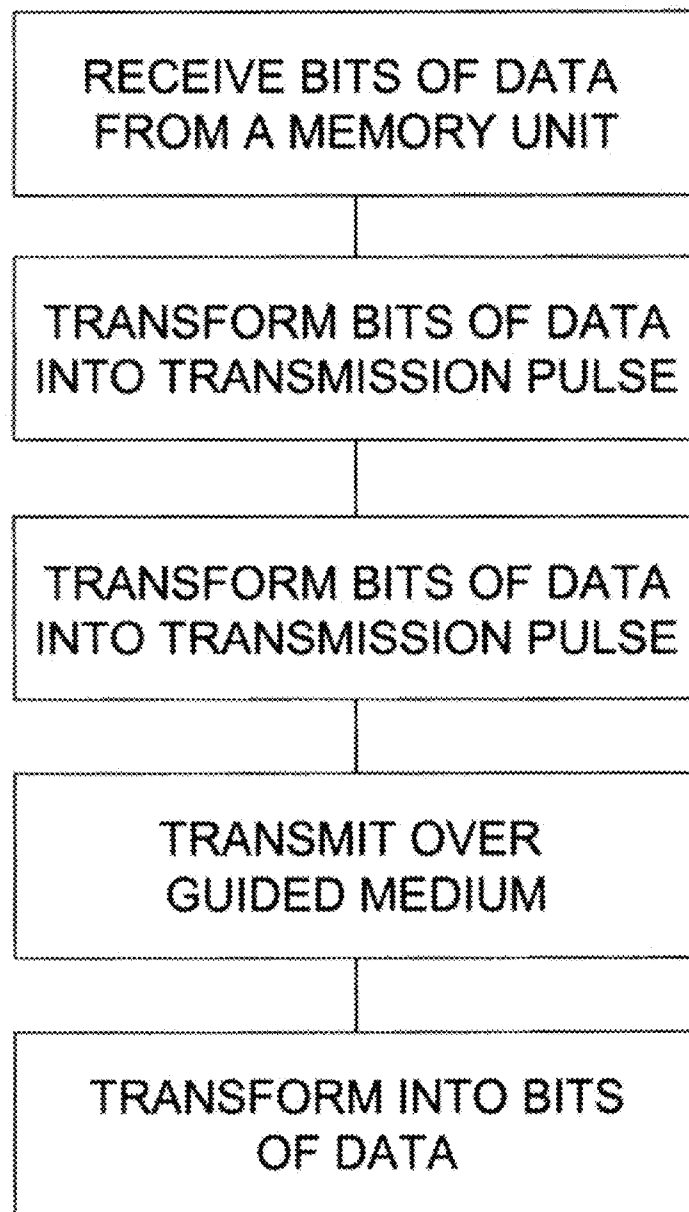 RECEIVE BITS OF DATA
FROM A MEMORY UNIT
TRANSFORM BITS OF DATA
INTO TRANSMISSION PULSE
TRANSFORM BITS OF DATA
INTO TRANSMISSION PULSE
TRANSMIT OVER
GUIDED MEDIUM
TRANSFORM INTO BITS
OF DATA